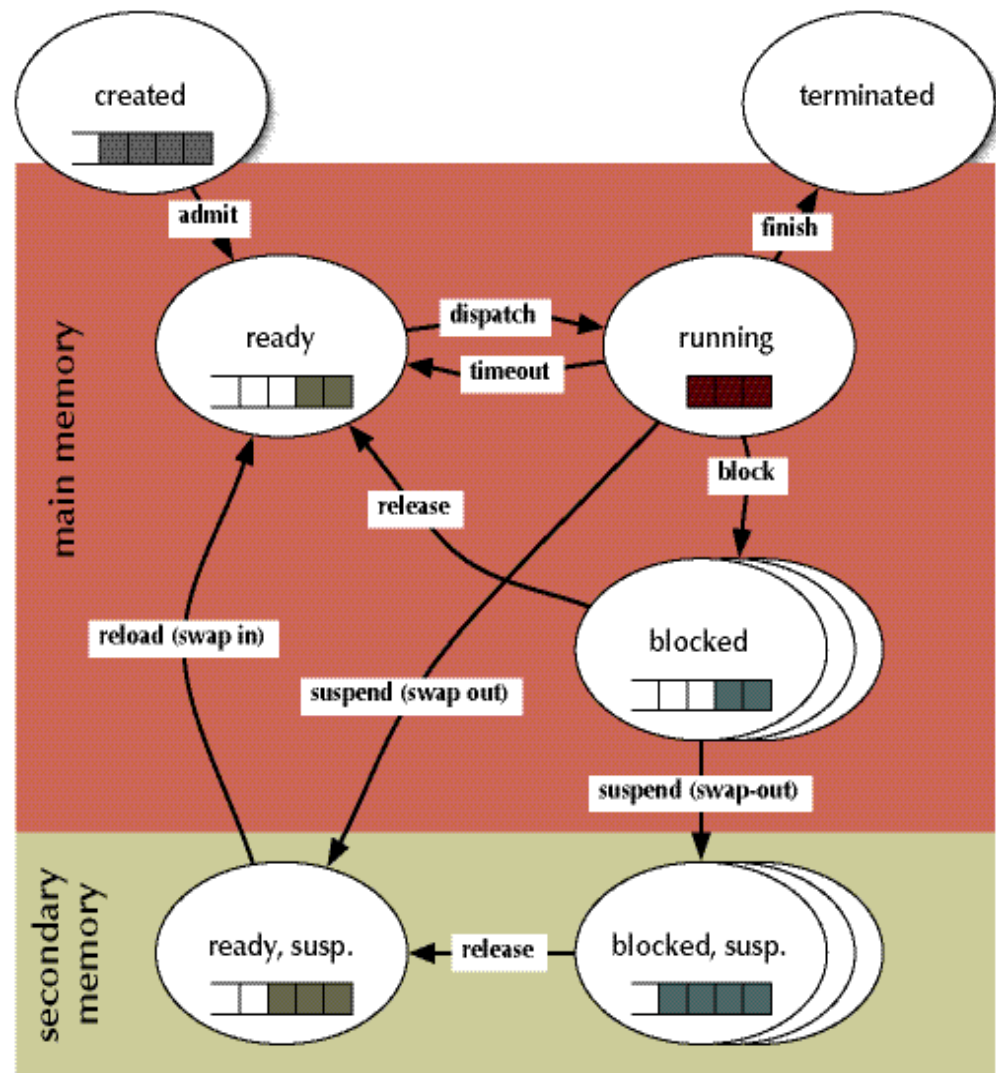 created
terminated
admit
finish
ready
dispatch
running
timeout
main memory
block
release
blocked
reload (swap in)
suspend (swap out)
suspend (swap-out)
secondary
memory
ready, susp.
release
blocked, susp.